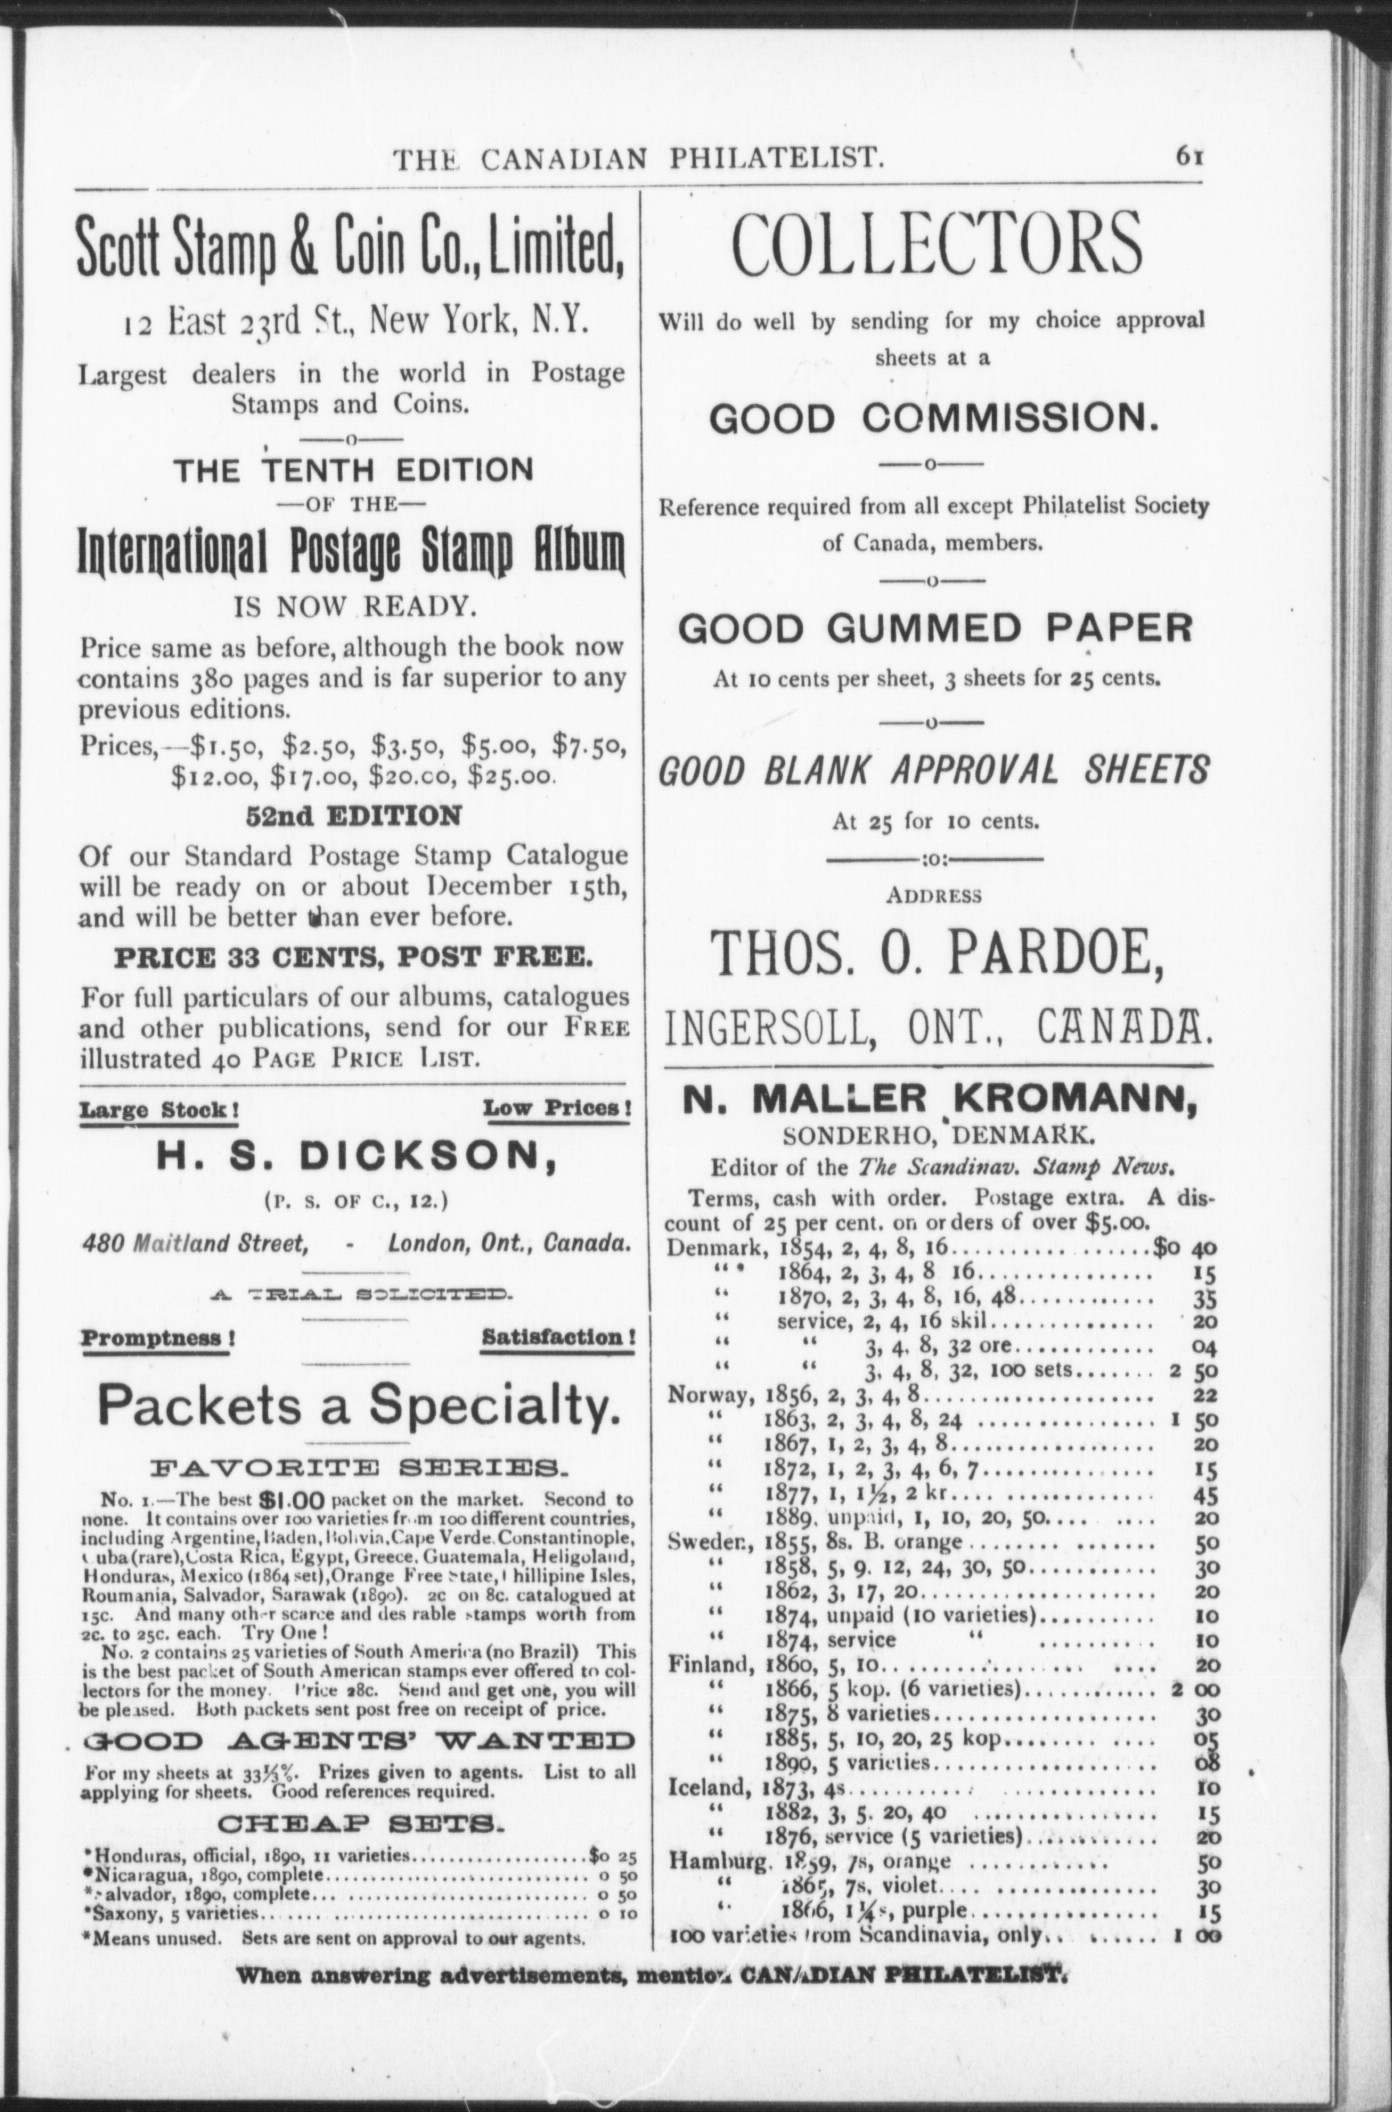 THE CANADIAN PHILATELIST. 61
Scott Stamp & Coin Co., Limited,
12 East 23rd St., New York, N.Y.
Largest dealers in the world in Postage
Stamps and Coins.
——o——
THE TENTH EDITION
—OF THE—
International Postage Stamp Album
IS NOW READY.
Price same as before, although the book now
contains 380 pages and is far superior to any
previous editions.
Prices,—$1.50, $2.50, $3.50, $5.00, $7.50,
$12.00, $17.00, $20.00, $25.00.
52nd EDITION
Of our Standard Postage Stamp Catalogue
will be ready on or about December 15th,
and will be better than ever before.
PRICE 33 CENTS, POST FREE.
For full particulars of our albums, catalogues
and other publications, send for our FREE
illustrated 40 PAGE PRICE LIST.
Large Stock! Low Prices!
H. S. DICKSON,
(P. S. OF C., 12.)
480 Maitland Street, - London, Ont., Canada.
A TRIAL SOLICITED.
Promptness! Satisfaction!
Packets a Specialty.
FAVORITE SERIES.
No. 1.—The best $1.00 packet on the market. Second to
none. It contains over 100 varieties from 100 different countries,
including Argentine, Baden, Bolivia, Cape Verde, Constantinople,
Cuba (rare), Costa Rica, Egypt, Greece, Guatemala, Heligoland,
Honduras, Mexico (1864 set), Orange Free State, Phillipine Isles,
Roumania, Salvador, Sarawak (1890). 2c on 8c. catalogued at
15c. And many other scarce and desirable stamps worth from
2c. to 25c. each. Try One!
No. 2 contains 25 varieties of South America (no Brazil) This
is the best packet of South American stamps ever offered to col-
lectors for the money. Price 28c. Send and get one, you will
be pleased. Both packets sent post free on receipt of price.
GOOD AGENTS' WANTED
For my sheets at 33⅓%. Prizes given to agents. List to all
applying for sheets. Good references required.
CHEAP SETS.
*Honduras, official, 1890, 11 varieties....................$0 25
*Nicaragua, 1890, complete.............................. 0 50
*Salvador, 1890, complete... ........................... 0 50
*Saxony, 5 varieties...................................... 0 10
*Means unused. Sets are sent on approval to our agents.
COLLECTORS
Will do well by sending for my choice approval
sheets at a
GOOD COMMISSION.
——o——
Reference required from all except Philatelist Society
of Canada, members.
——o——
GOOD GUMMED PAPER
At 10 cents per sheet, 3 sheets for 25 cents.
——o——
GOOD BLANK APPROVAL SHEETS
At 25 for 10 cents.
———:o:———
ADDRESS
THOS. O. PARDOE,
INGERSOLL, ONT., CANADA.
N. MALLER KROMANN,
SONDERHO, DENMARK.
Editor of the The Scandinav. Stamp News.
Terms, cash with order. Postage extra. A dis-
count of 25 per cent. on orders of over $5.00.
Denmark, 1854, 2, 4, 8, 16.......... ......$0 40
" 1864, 2, 3, 4, 8 16............... 15
" 1870, 2, 3, 4, 8, 16, 48............ 35
" service, 2, 4, 16 skil.............. 20
" " 3, 4. 8, 32 ore............ 04
" " 3, 4, 8, 32, 100 sets....... 2 50
Norway, 1856, 2, 3, 4, 8.................... 22
" 1863, 2, 3, 4, 8, 24 ............... 1 50
" 1867, 1, 2, 3, 4, 8................. 20
" 1872, 1, 2, 3, 4, 6, 7.............. 15
" 1877, 1, 1½, 2 kr.... ............. 45
" 1889, unpaid, 1, 10, 20, 50.... .... 20
Sweden, 1855, 8s. B. orange ........ ....... 50
" 1858, 5, 9. 12, 24, 30, 50........... 30
" 1862, 3, 17, 20.................... 20
" 1874, unpaid (10 varieties).......... 10
" 1874, service " .......... 10
Finland, 1860, 5, 10................. .... 20
" 1866, 5 kop. (6 varieties)............ 2 00
" 1875, 8 varieties................... 30
" 1885, 5, 10, 20, 25 kop........ .... 05
" 1890, 5 varieties................... 08
Iceland, 1873, 4s........... ............. 10
" 1882, 3, 5. 20, 40 ................ 15
" 1876, service (5 varieties)............ 20
Hamburg. 1859, 7s, orange ............ 50
" 1865, 7s, violet.... .............. 30
" 1866, 1¼s, purple................ 15
100 varieties from Scandinavia, only.. ...... 1 00
When answering advertisements, mention CANADIAN PHILATELIST.